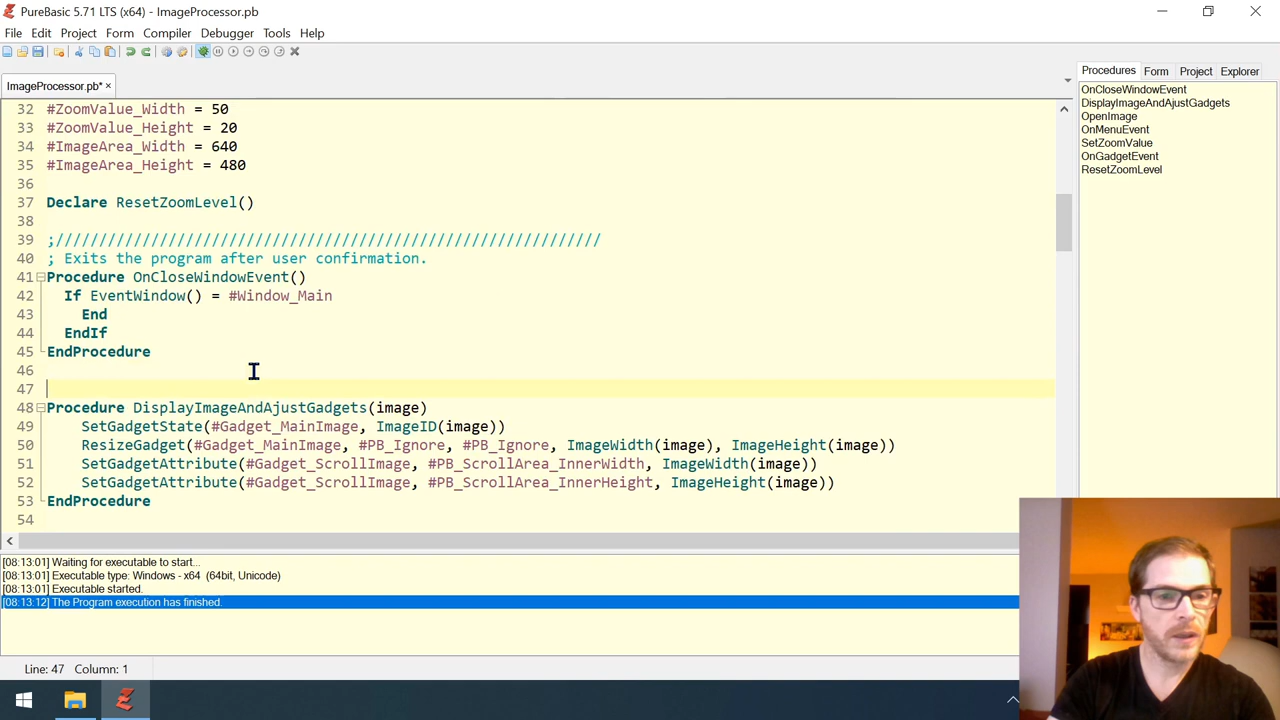 PureBasic 5.71 LTS (x64) - ImageProcessor.pb
File Edit Project Form Compiler Debugger Tools Help
ImageProcessor.pb*
Procedures Form Project Explorer
32 #ZoomValue_Width = 50
33 #ZoomValue_Height = 20
34 #ImageArea_Width = 640
35 #ImageArea_Height = 480
36
37 Declare ResetZoomLevel()
38
39 ;///////////////////////////////////////////////////////////////
40 ; Exits the program after user confirmation.
41 Procedure OnCloseWindowEvent()
42 If EventWindow() = #Window_Main
43 End
44 EndIf
45 EndProcedure
46
47
48 Procedure DisplayImageAndAjustGadgets(image)
49 SetGadgetState(#Gadget_MainImage, ImageID(image))
50 ResizeGadget(#Gadget_MainImage, #PB_Ignore, #PB_Ignore, ImageWidth(image), ImageHeight(image))
51 SetGadgetAttribute(#Gadget_ScrollImage, #PB_ScrollArea_InnerWidth, ImageWidth(image))
52 SetGadgetAttribute(#Gadget_ScrollImage, #PB_ScrollArea_InnerHeight, ImageHeight(image))
53 EndProcedure
54
OnCloseWindowEvent
DisplayImageAndAjustGadgets
OpenImage
OnMenuEvent
SetZoomValue
OnGadgetEvent
ResetZoomLevel
[08:13:01] Waiting for executable to start...
[08:13:01] Executable type: Windows - x64 (64bit, Unicode)
[08:13:01] Executable started.
[08:13:12] The Program execution has finished.
Line: 47 Column: 1